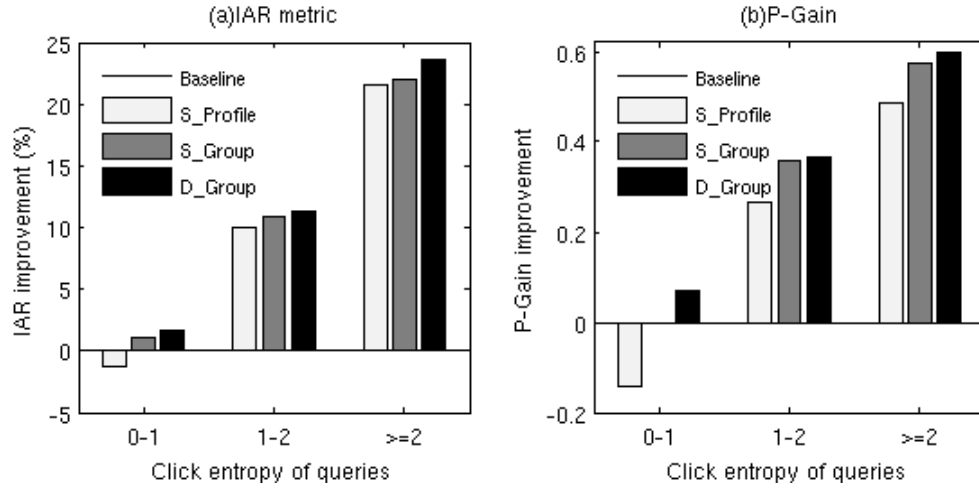 (a)IAR metric
IAR improvement (%)
25
20
15
10
5
0
-5
Baseline
S_Profile
S_Group
D_Group
0-1
1-2
>=2
Click entropy of queries
(b)P-Gain
P-Gain improvement
0.6
0.4
0.2
0
-0.2
Baseline
S_Profile
S_Group
D_Group
0-1
1-2
>=2
Click entropy of queries